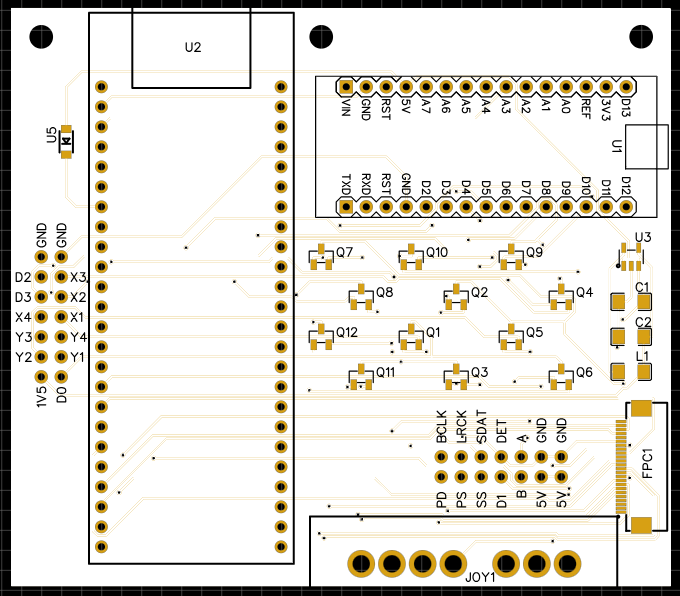 U2
U5
VIN GND RST 5V A7 A6 A5 A4 A3 A2 A1 A0 REF 3V3 D13
U1
TXD RXD RST GND D2 D3 D4 D5 D6 D7 D8 D9 D10 D11 D12
GND GND
D2 X3
D3 X2
X4 X1
Y3 Y4
Y2 Y1
1V5 D0
Q7 Q10 Q9 U3
Q8 Q2 Q4 C1
Q12 Q1 Q5 C2
Q11 Q3 Q6 L1
BCLK LRCK SDAT DET A GND GND
PD PS SS D1 B 5V 5V
FPC1
JOY1